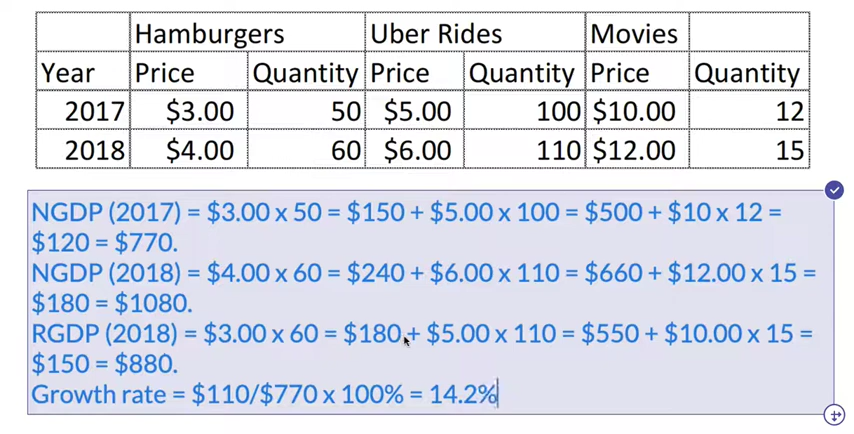 Hamburgers Uber Rides Movies
Year Price Quantity Price Quantity Price Quantity
2017 $3.00 50 $5.00 100 $10.00 12
2018 $4.00 60 $6.00 110 $12.00 15
NGDP (2017) = $3.00 x 50 = $150 + $5.00 x 100 = $500 + $10 x 12 =
$120 = $770.
NGDP (2018) = $4.00 x 60 = $240 + $6.00 x 110 = $660 + $12.00 x 15 =
$180 = $1080.
RGDP (2018) = $3.00 x 60 = $180 + $5.00 x 110 = $550 + $10.00 x 15 =
$150 = $880.
Growth rate = $110/$770 x 100% = 14.2%